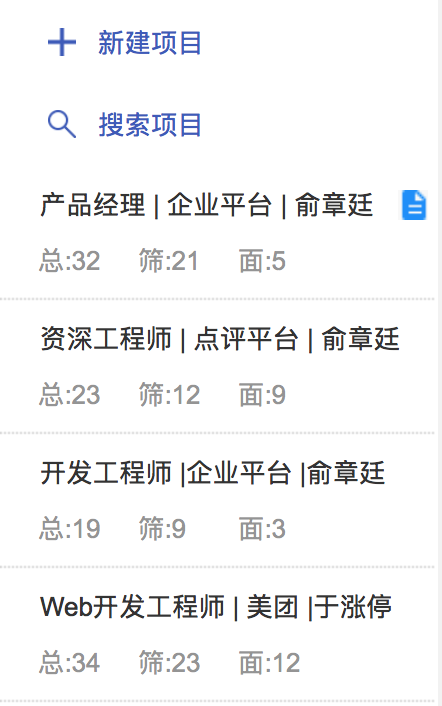 新建项目
搜索项目
产品经理 | 企业平台 | 俞章廷
总:32 筛:21 面:5
资深工程师 | 点评平台 | 俞章廷
总:23 筛:12 面:9
开发工程师 |企业平台 |俞章廷
总:19 筛:9 面:3
Web开发工程师 | 美团 |于涨停
总:34 筛:23 面:12